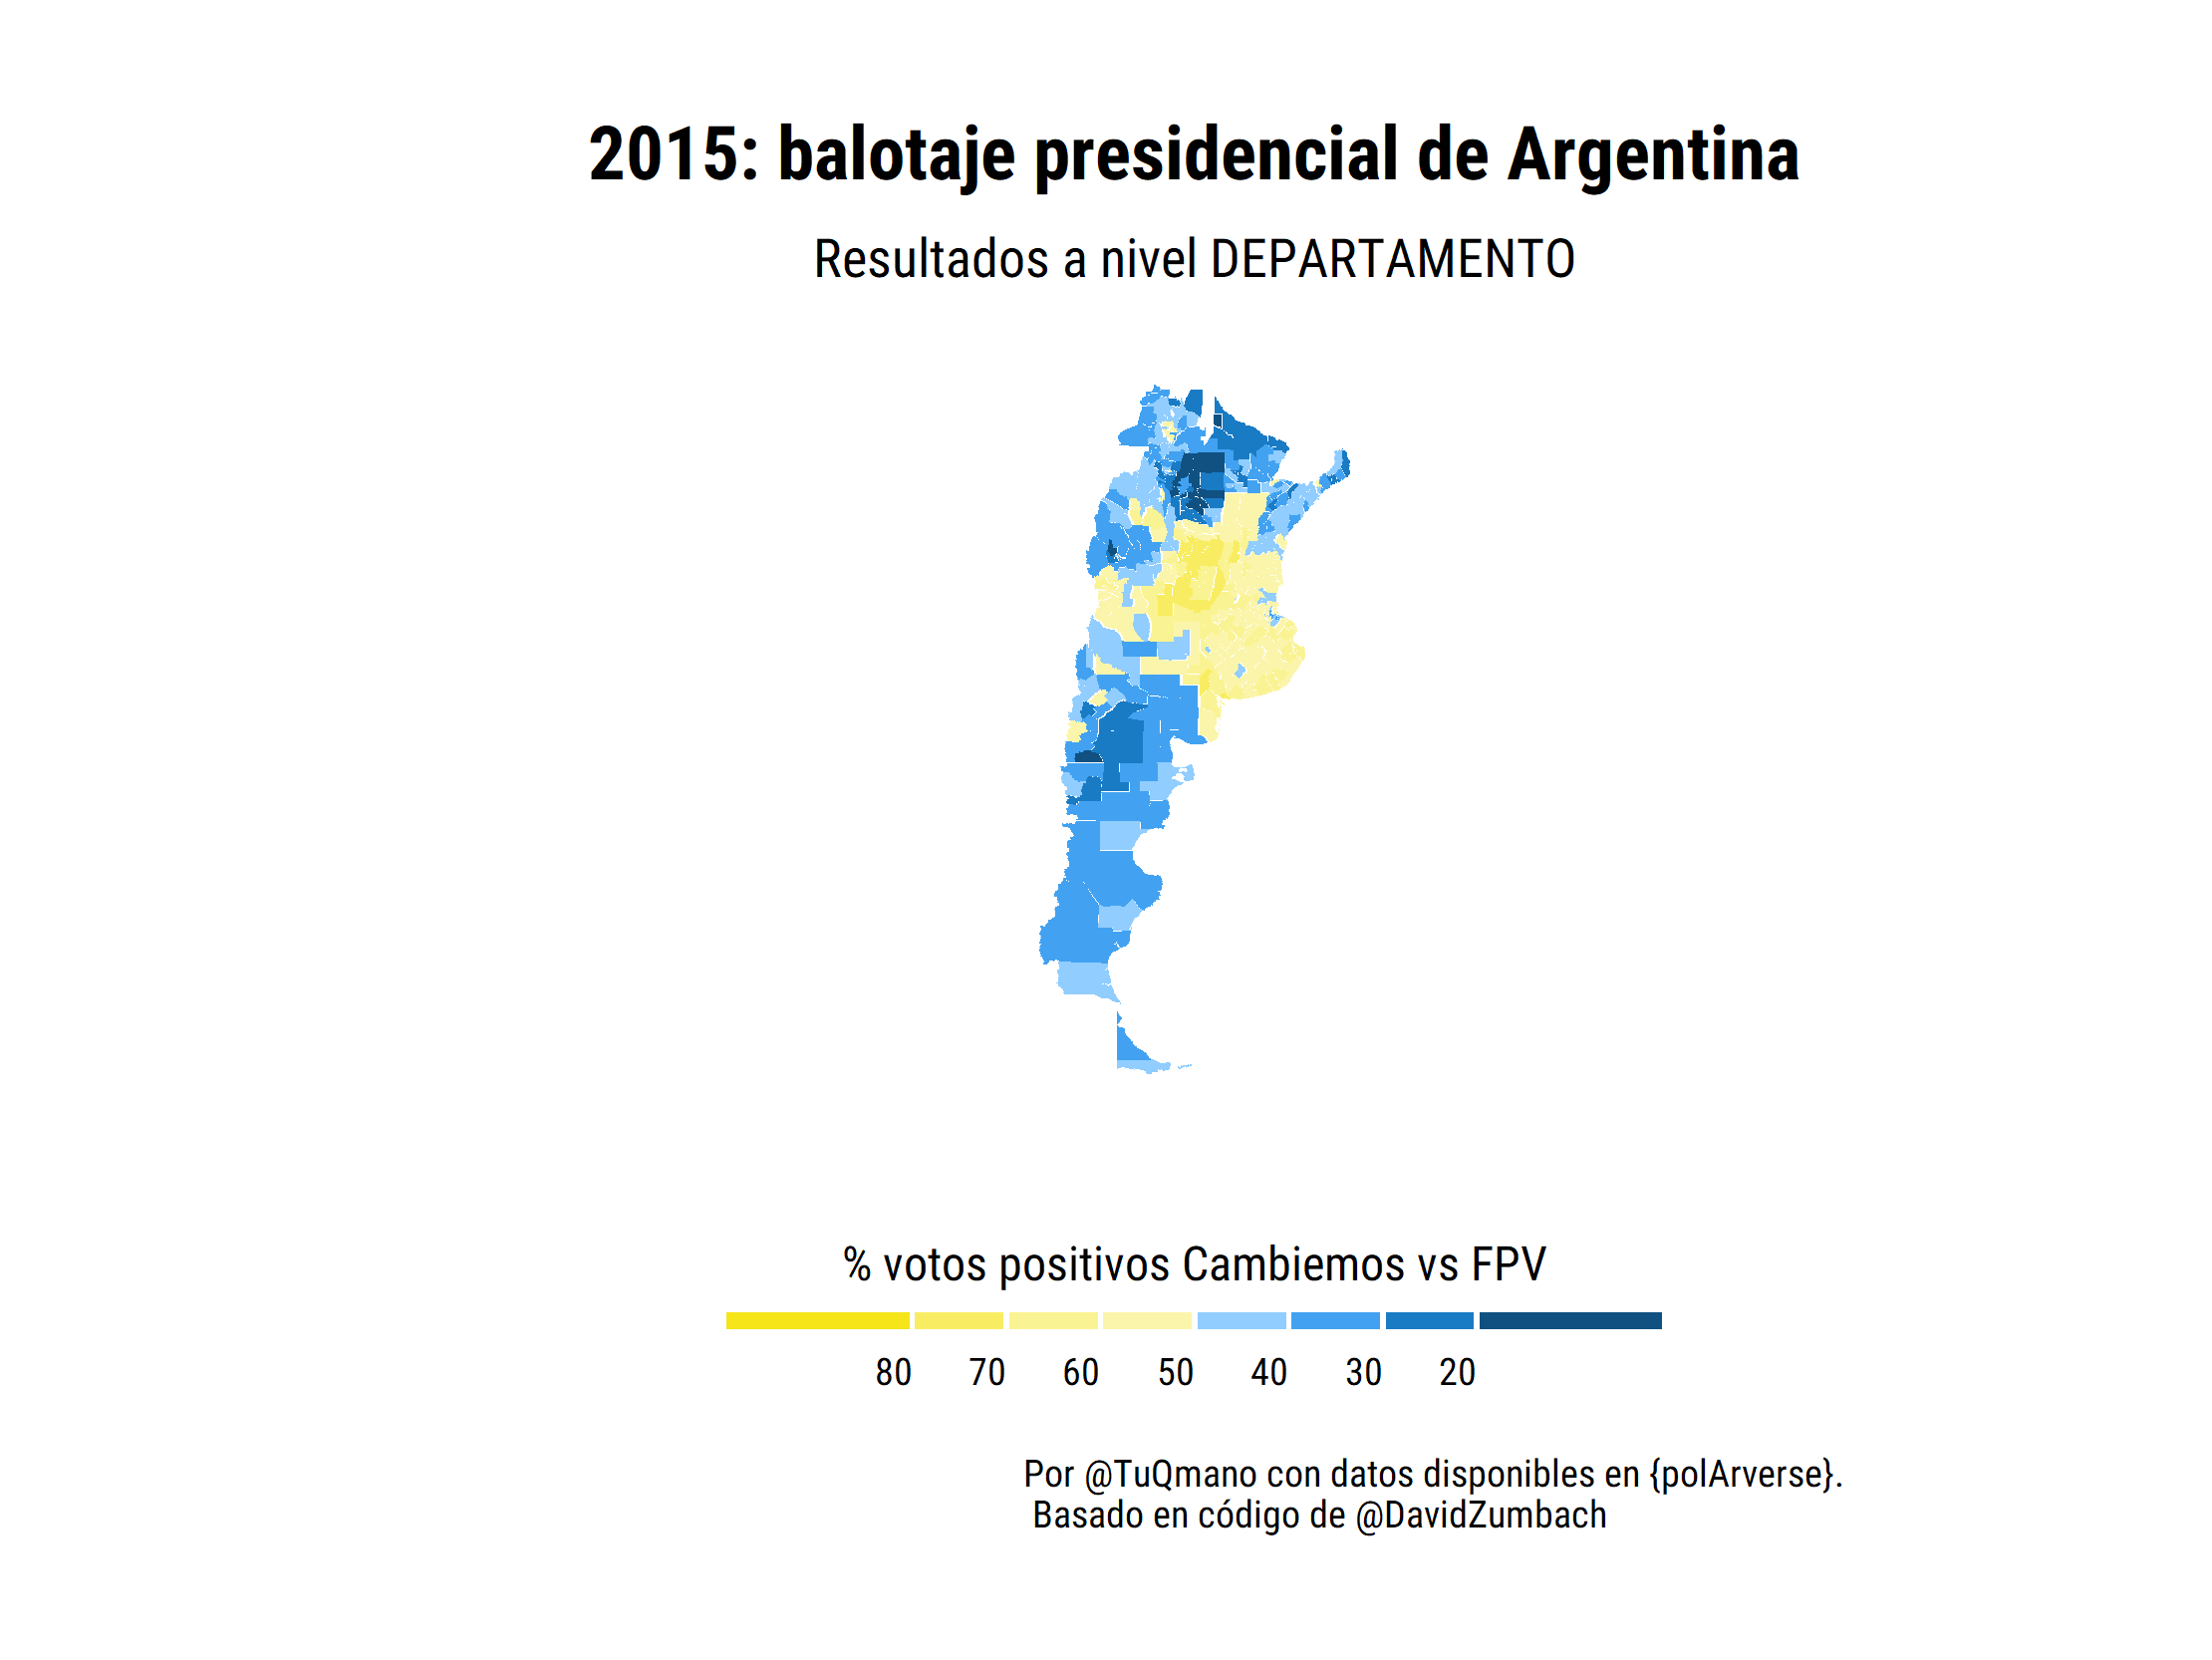 2015: balotaje presidencial de Argentina
Resultados a nivel DEPARTAMENTO
% votos positivos Cambiemos vs FPV
80 70 60 50 40 30 20
Por @TuQmano con datos disponibles en {polArverse}.
Basado en código de @DavidZumbach